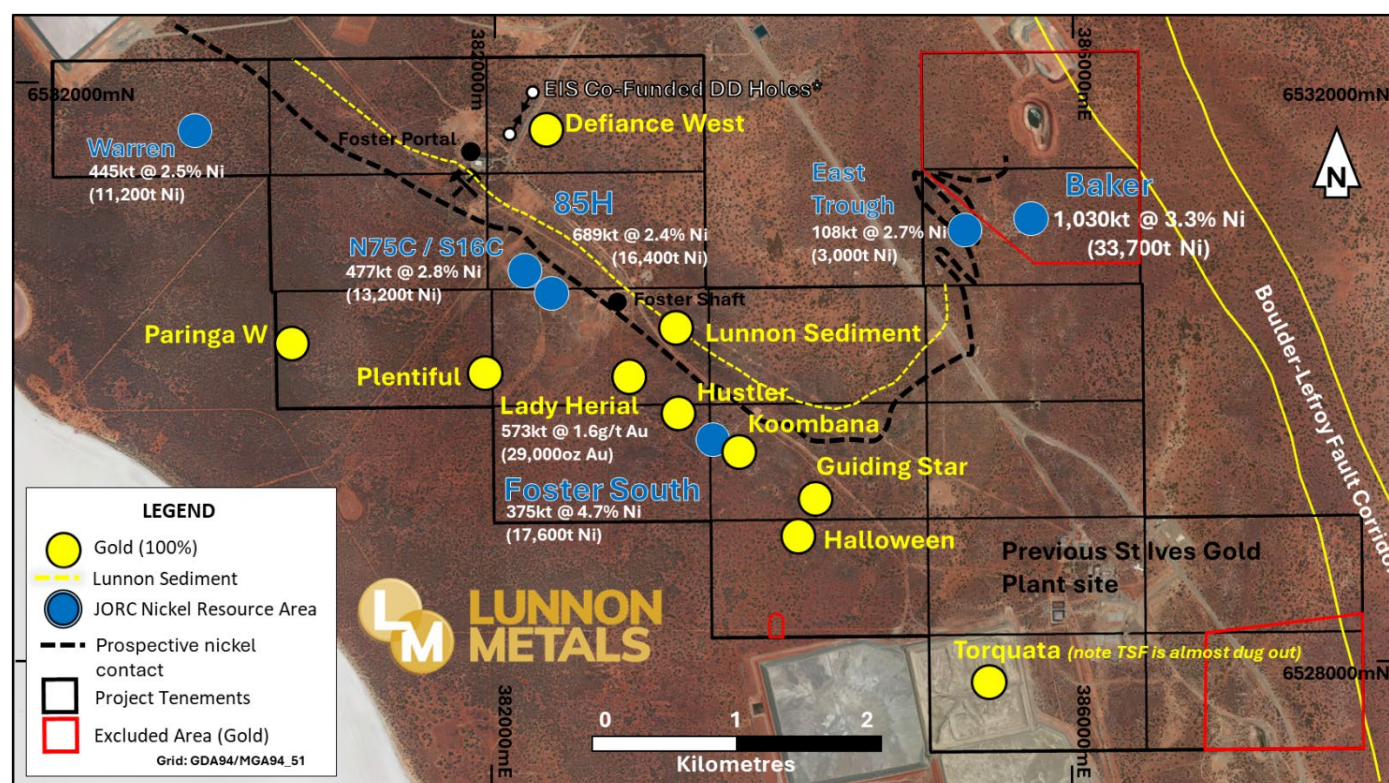 382000m
385000mE
6532000mN
6532000mN
EIS Co-Funded DD Holes*
Defiance West
Foster Portal
Warren
445kt @ 2.5% Ni
(11,200t Ni)
East
Trough
108kt @ 2.7% Ni
(3,000t Ni)
Baker
1,030kt @ 3.3% Ni
(33,700t Ni)
N
85H
689kt @ 2.4% Ni
(16,400t Ni)
N75C / S16C
477kt @ 2.8% Ni
(13,200t Ni)
Foster Shaft
Boulder-Lefroy Fault Corridor
Paringa W
Lunnon Sediment
Plentiful
Lady Herial
573kt @ 1.6g/t Au
(29,000oz Au)
Hustler
Koombana
Guiding Star
Foster South
375kt @ 4.7% Ni
(17,600t Ni)
Halloween
Previous St Ives Gold
Plant site
LEGEND
Gold (100%)
Lunnon Sediment
JORC Nickel Resource Area
Prospective nickel
contact
Project Tenements
Excluded Area (Gold)
Grid: GDA94/MGA94_51
LM
LUNNON
METALS
Torquata (note TSF is almost dug out)
6528000mN
382000mE
386000mE
0 1 2
Kilometres